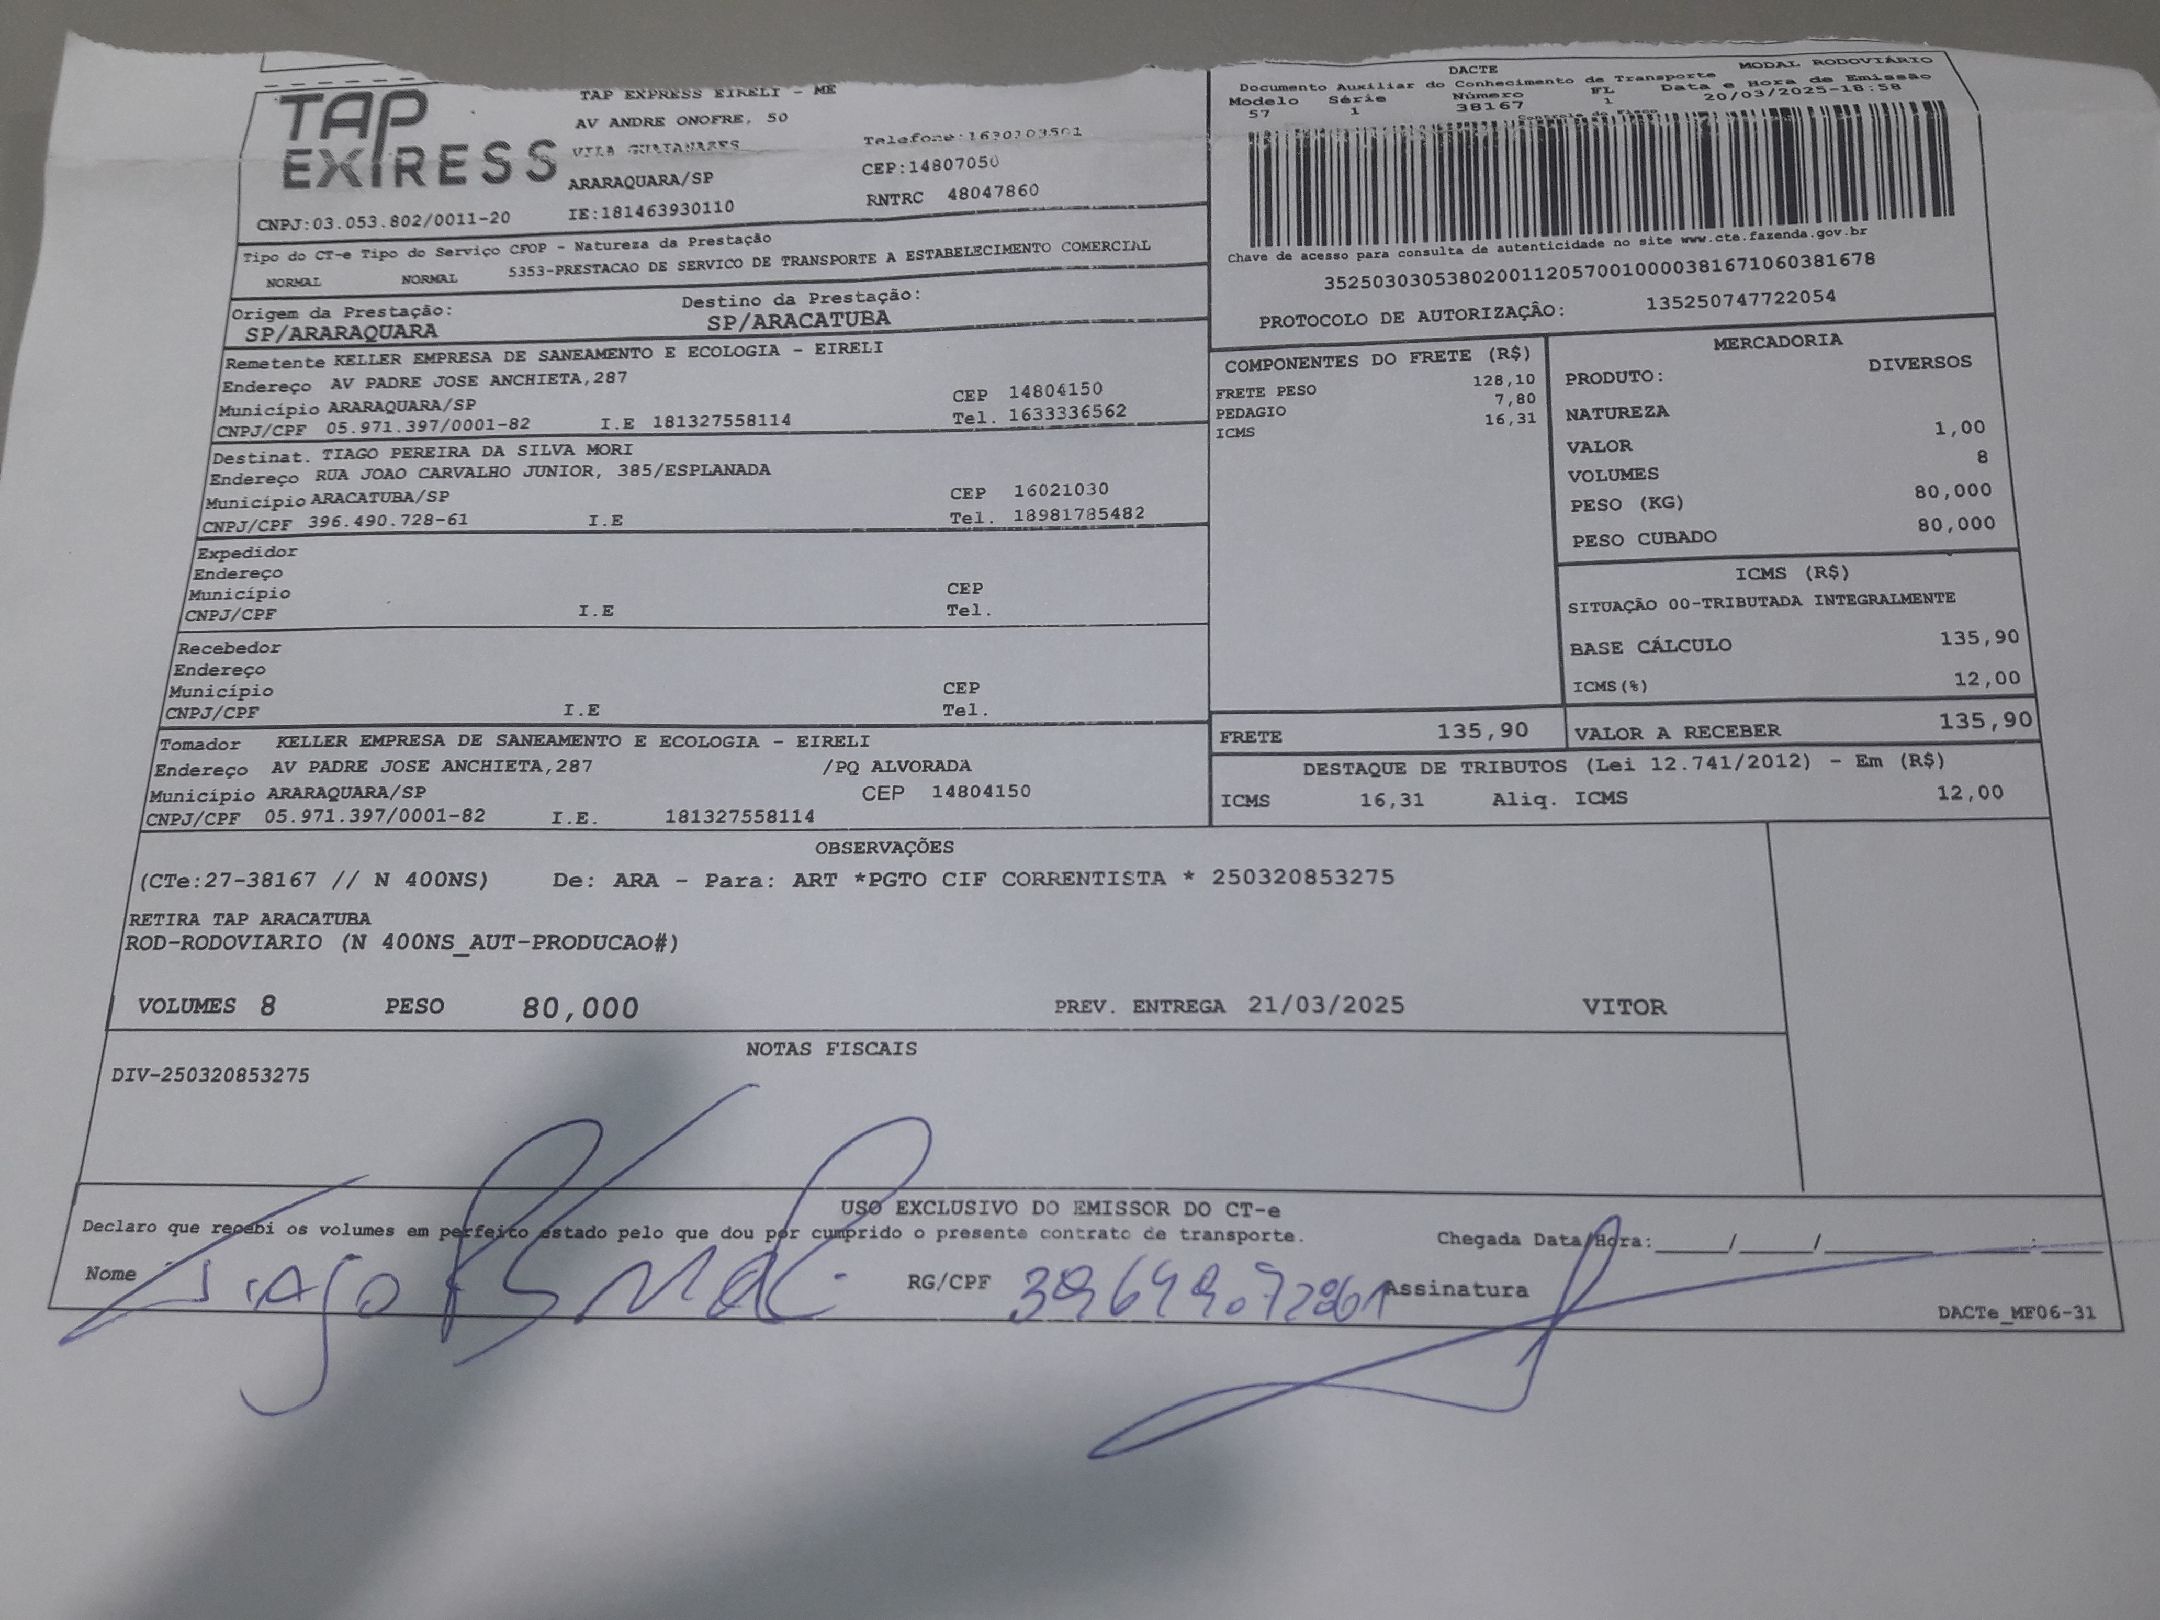 TAP
EXPRESS
TAP EXPRESS EIRELI - ME
AV ANDRE ONOFRE, 50
VILA GUAIANAZES
Telefone:1630103501
CEP:14807050
ARARAQUARA/SP
RNTRC 48047860
CNPJ:03.053.802/0011-20 IE:181463930110
DACTE
MODAL RODOVIÁRIO
Documento Auxiliar do Conhecimento de Transporte
Modelo Série Número FL Data e Hora de Emissão
57 1 38167 1 20/03/2025-18:58
Controle do Fisco
Chave de acesso para consulta de autenticidade no site www.cte.fazenda.gov.br
35250303053802001120570010000381671060381678
PROTOCOLO DE AUTORIZAÇÂO: 135250747722054
Tipo do CT-e Tipo do Serviço CFOP - Natureza da Prestação
NORMAL NORMAL 5353-PRESTACAO DE SERVICO DE TRANSPORTE A ESTABELECIMENTO COMERCIAL
Origem da Prestação: Destino da Prestação:
SP/ARARAQUARA SP/ARACATUBA
Remetente KELLER EMPRESA DE SANEAMENTO E ECOLOGIA - EIRELI
Endereço AV PADRE JOSE ANCHIETA,287
Município ARARAQUARA/SP CEP 14804150
CNPJ/CPF 05.971.397/0001-82 I.E 181327558114 Tel. 1633336562
Destinat. TIAGO PEREIRA DA SILVA MORI
Endereço RUA JOAO CARVALHO JUNIOR, 385/ESPLANADA
Município ARACATUBA/SP CEP 16021030
CNPJ/CPF 396.490.728-61 I.E Tel. 18981785482
Expedidor
Endereço
Município CEP
CNPJ/CPF I.E Tel.
Recebedor
Endereço
Município CEP
CNPJ/CPF I.E Tel.
Tomador KELLER EMPRESA DE SANEAMENTO E ECOLOGIA - EIRELI
Endereço AV PADRE JOSE ANCHIETA,287 /PQ ALVORADA
Município ARARAQUARA/SP CEP 14804150
CNPJ/CPF 05.971.397/0001-82 I.E. 181327558114
COMPONENTES DO FRETE (R$)
FRETE PESO 128,10
PEDAGIO 7,80
ICMS 16,31
MERCADORIA
PRODUTO: DIVERSOS
NATUREZA
VALOR 1,00
VOLUMES 8
PESO (KG) 80,000
PESO CUBADO 80,000
ICMS (R$)
SITUAÇÃO 00-TRIBUTADA INTEGRALMENTE
BASE CÁLCULO 135,90
ICMS(%) 12,00
FRETE 135,90 VALOR A RECEBER 135,90
DESTAQUE DE TRIBUTOS (Lei 12.741/2012) - Em (R$)
ICMS 16,31 Aliq. ICMS 12,00
OBSERVAÇÕES
(CTe:27-38167 // N 400NS) De: ARA - Para: ART *PGTO CIF CORRENTISTA * 250320853275
RETIRA TAP ARACATUBA
ROD-RODOVIARIO (N 400NS_AUT-PRODUCAO#)
VOLUMES 8 PESO 80,000 PREV. ENTREGA 21/03/2025 VITOR
NOTAS FISCAIS
DIV-250320853275
USO EXCLUSIVO DO EMISSOR DO CT-e
Declaro que recebi os volumes em perfeito estado pelo que dou por cumprido o presente contrato de transporte. Chegada Data/Hora:____/____/______:____
Nome Tiago P S Mori RG/CPF 39649072861 Assinatura
DACTe_MF06-31